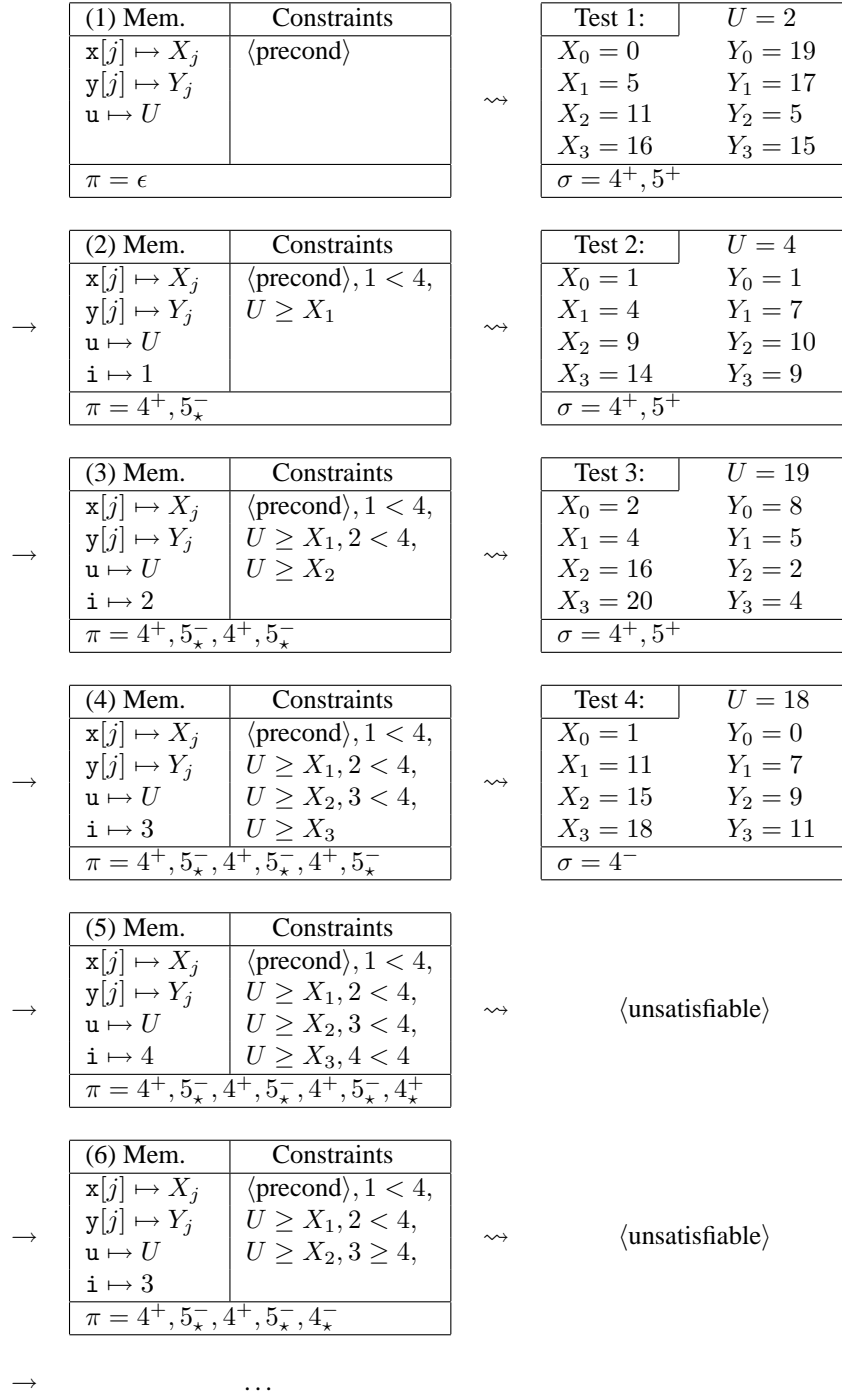 (1) Mem. Constraints Test 1: U = 2
x[j] ↦ X_j ⟨precond⟩ X_0 = 0 Y_0 = 19
y[j] ↦ Y_j X_1 = 5 Y_1 = 17
u ↦ U ⇝ X_2 = 11 Y_2 = 5
X_3 = 16 Y_3 = 15
π = ϵ σ = 4^+, 5^+
(2) Mem. Constraints Test 2: U = 4
x[j] ↦ X_j ⟨precond⟩, 1 < 4, X_0 = 1 Y_0 = 1
y[j] ↦ Y_j U ≥ X_1 X_1 = 4 Y_1 = 7
→ u ↦ U ⇝ X_2 = 9 Y_2 = 10
i ↦ 1 X_3 = 14 Y_3 = 9
π = 4^+, 5^-_⋆ σ = 4^+, 5^+
(3) Mem. Constraints Test 3: U = 19
x[j] ↦ X_j ⟨precond⟩, 1 < 4, X_0 = 2 Y_0 = 8
y[j] ↦ Y_j U ≥ X_1, 2 < 4, X_1 = 4 Y_1 = 5
→ u ↦ U U ≥ X_2 ⇝ X_2 = 16 Y_2 = 2
i ↦ 2 X_3 = 20 Y_3 = 4
π = 4^+, 5^-_⋆, 4^+, 5^-_⋆ σ = 4^+, 5^+
(4) Mem. Constraints Test 4: U = 18
x[j] ↦ X_j ⟨precond⟩, 1 < 4, X_0 = 1 Y_0 = 0
y[j] ↦ Y_j U ≥ X_1, 2 < 4, X_1 = 11 Y_1 = 7
→ u ↦ U U ≥ X_2, 3 < 4, ⇝ X_2 = 15 Y_2 = 9
i ↦ 3 U ≥ X_3 X_3 = 18 Y_3 = 11
π = 4^+, 5^-_⋆, 4^+, 5^-_⋆, 4^+, 5^-_⋆ σ = 4^-
(5) Mem. Constraints
x[j] ↦ X_j ⟨precond⟩, 1 < 4,
y[j] ↦ Y_j U ≥ X_1, 2 < 4,
→ u ↦ U U ≥ X_2, 3 < 4, ⇝ ⟨unsatisfiable⟩
i ↦ 4 U ≥ X_3, 4 < 4
π = 4^+, 5^-_⋆, 4^+, 5^-_⋆, 4^+, 5^-_⋆, 4^+_⋆
(6) Mem. Constraints
x[j] ↦ X_j ⟨precond⟩, 1 < 4,
y[j] ↦ Y_j U ≥ X_1, 2 < 4,
→ u ↦ U U ≥ X_2, 3 ≥ 4, ⇝ ⟨unsatisfiable⟩
i ↦ 3
π = 4^+, 5^-_⋆, 4^+, 5^-_⋆, 4^-_⋆
→ ...